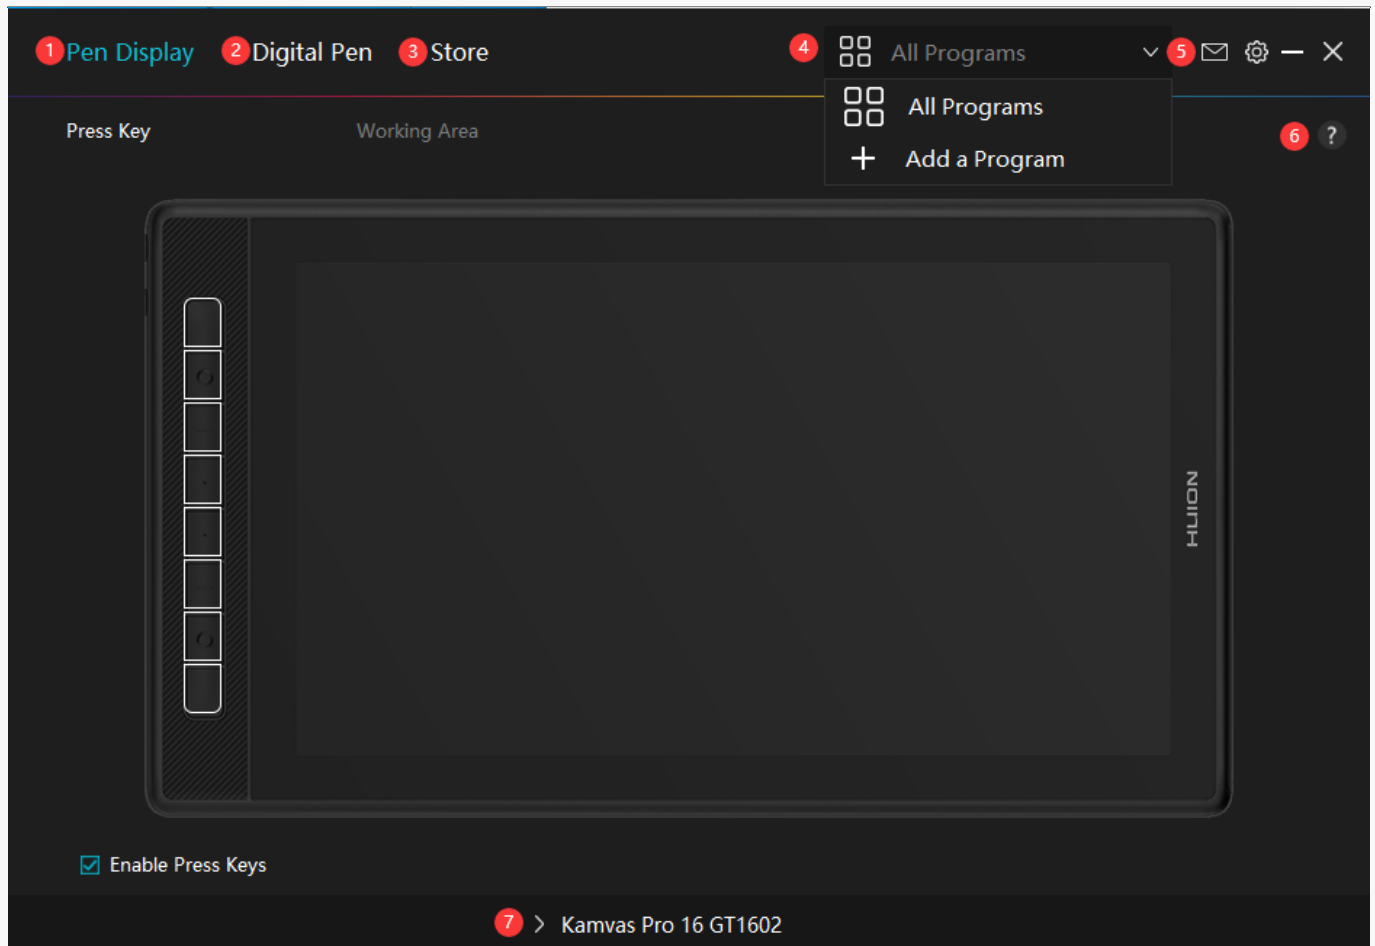 1 Pen Display 2 Digital Pen 3 Store 4 All Programs 5
All Programs
Add a Program
Press Key Working Area 6 ?
HUION
Enable Press Keys
7 > Kamvas Pro 16 GT1602